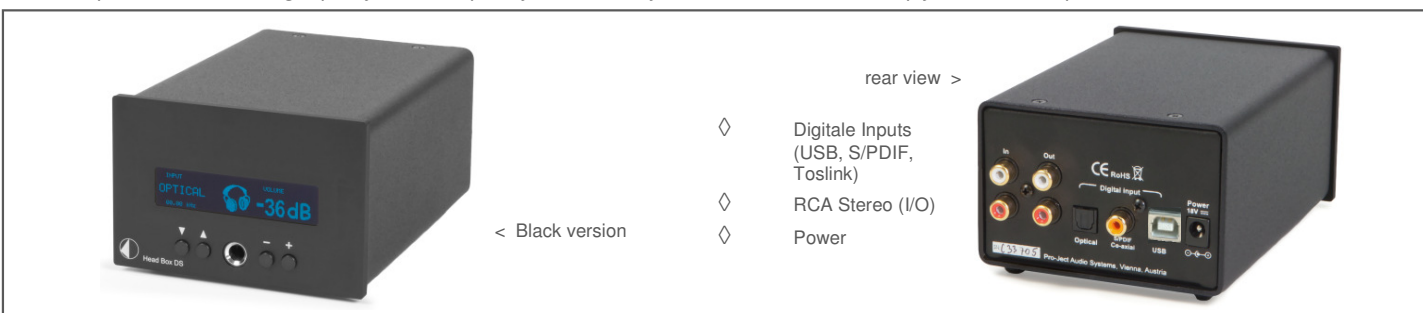 INPUT
OPTICAL
VOLUME
-36dB
Head Box DS
< Black version
rear view >
◊ Digitale Inputs
(USB, S/PDIF,
Toslink)
◊ RCA Stereo (I/O)
◊ Power
In
Out
CE RoHS
Digital Input
Power
Optical
S/PDIF
Co-axial
USB
Pro-Ject Audio Systems, Vienna, Austria